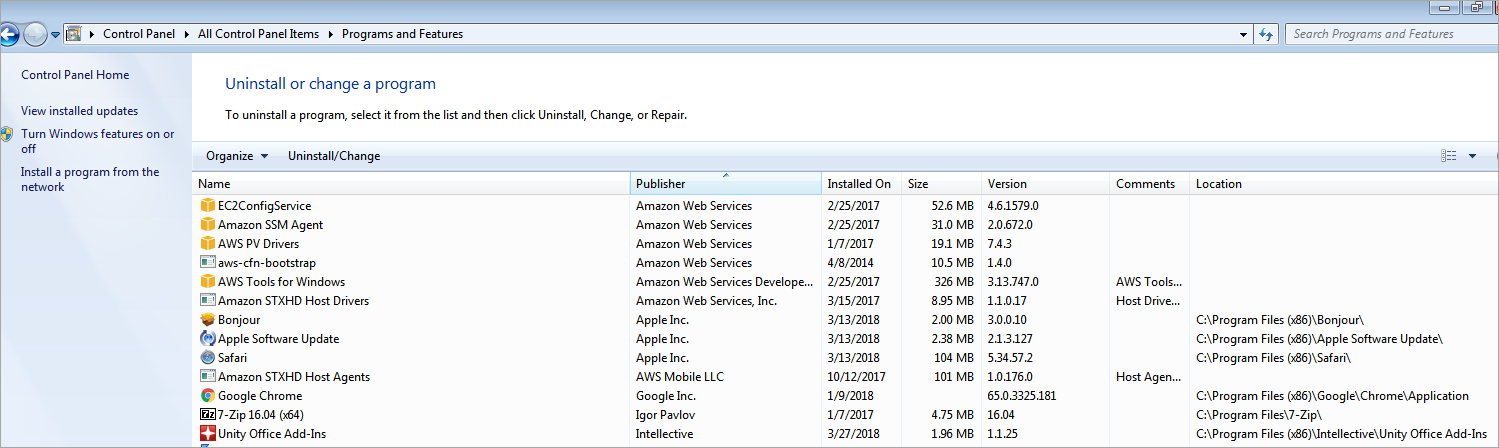 Control Panel All Control Panel Items Programs and Features Search Programs and Features
Control Panel Home
View installed updates
Turn Windows features on or
off
Install a program from the
network
Uninstall or change a program
To uninstall a program, select it from the list and then click Uninstall, Change, or Repair.
Organize Uninstall/Change
Name Publisher Installed On Size Version Comments Location
EC2ConfigService Amazon Web Services 2/25/2017 52.6 MB 4.6.1579.0
Amazon SSM Agent Amazon Web Services 2/25/2017 31.0 MB 2.0.672.0
AWS PV Drivers Amazon Web Services 1/7/2017 19.1 MB 7.4.3
aws-cfn-bootstrap Amazon Web Services 4/8/2014 10.5 MB 1.4.0
AWS Tools for Windows Amazon Web Services Develope... 2/25/2017 326 MB 3.13.747.0 AWS Tools...
Amazon STXHD Host Drivers Amazon Web Services, Inc. 3/15/2017 8.95 MB 1.1.0.17 Host Drive...
Bonjour Apple Inc. 3/13/2018 2.00 MB 3.0.0.10 C:\Program Files (x86)\Bonjour\
Apple Software Update Apple Inc. 3/13/2018 2.38 MB 2.1.3.127 C:\Program Files (x86)\Apple Software Update\
Safari Apple Inc. 3/13/2018 104 MB 5.34.57.2 C:\Program Files (x86)\Safari\
Amazon STXHD Host Agents AWS Mobile LLC 10/12/2017 101 MB 1.0.176.0 Host Agen...
Google Chrome Google Inc. 1/9/2018 65.0.3325.181 C:\Program Files (x86)\Google\Chrome\Application
7z 7-Zip 16.04 (x64) Igor Pavlov 1/7/2017 4.75 MB 16.04 C:\Program Files\7-Zip\
Unity Office Add-Ins Intellective 3/27/2018 1.96 MB 1.1.25 C:\Program Files (x86)\Intellective\Unity Office Add-Ins